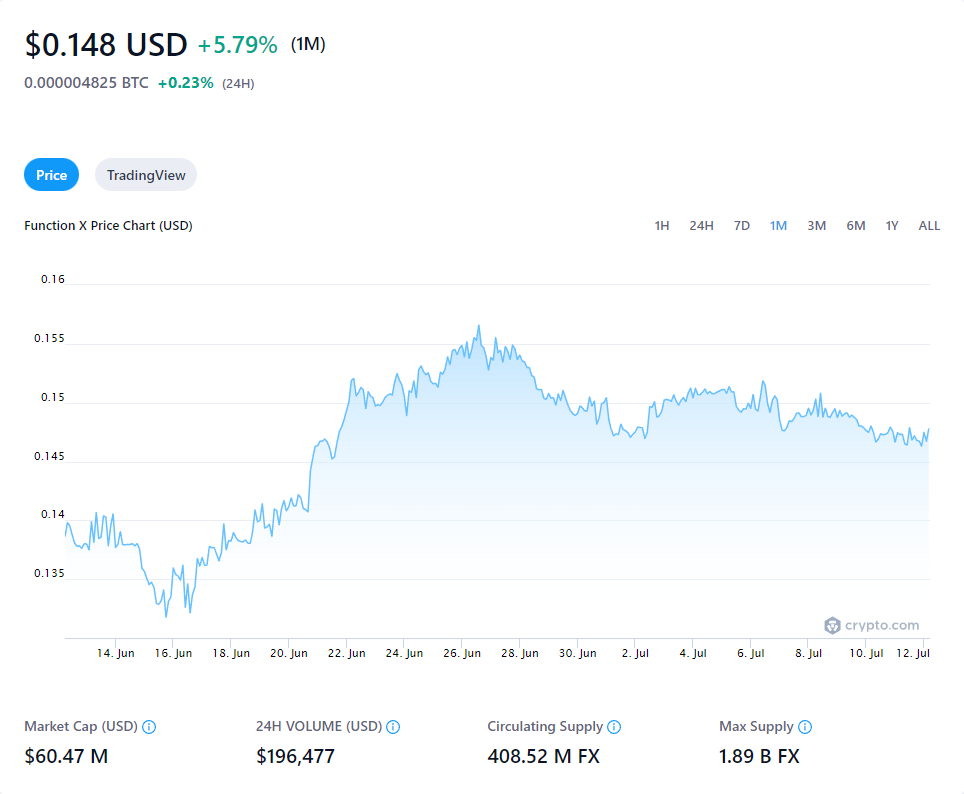 $0.148 USD +5.79% (1M)
0.000004825 BTC +0.23% (24H)
Price TradingView
Function X Price Chart (USD) 1H 24H 7D 1M 3M 6M 1Y ALL
0.16
0.155
0.15
0.145
0.14
0.135
crypto.com
14. Jun 16. Jun 18. Jun 20. Jun 22. Jun 24. Jun 26. Jun 28. Jun 30. Jun 2. Jul 4. Jul 6. Jul 8. Jul 10. Jul 12. Jul
Market Cap (USD) 24H VOLUME (USD) Circulating Supply Max Supply
$60.47 M $196,477 408.52 M FX 1.89 B FX